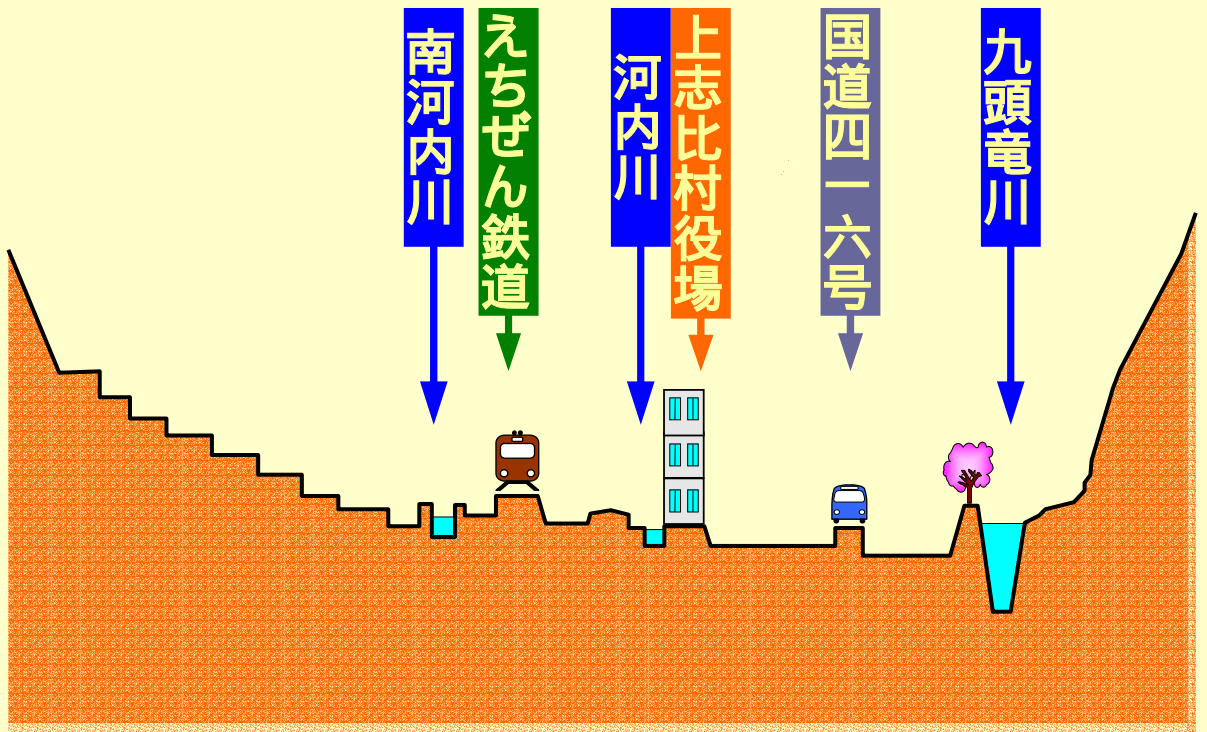 南河内川
えちぜん鉄道
河内川
上志比村役場
国道四一六号
九頭竜川